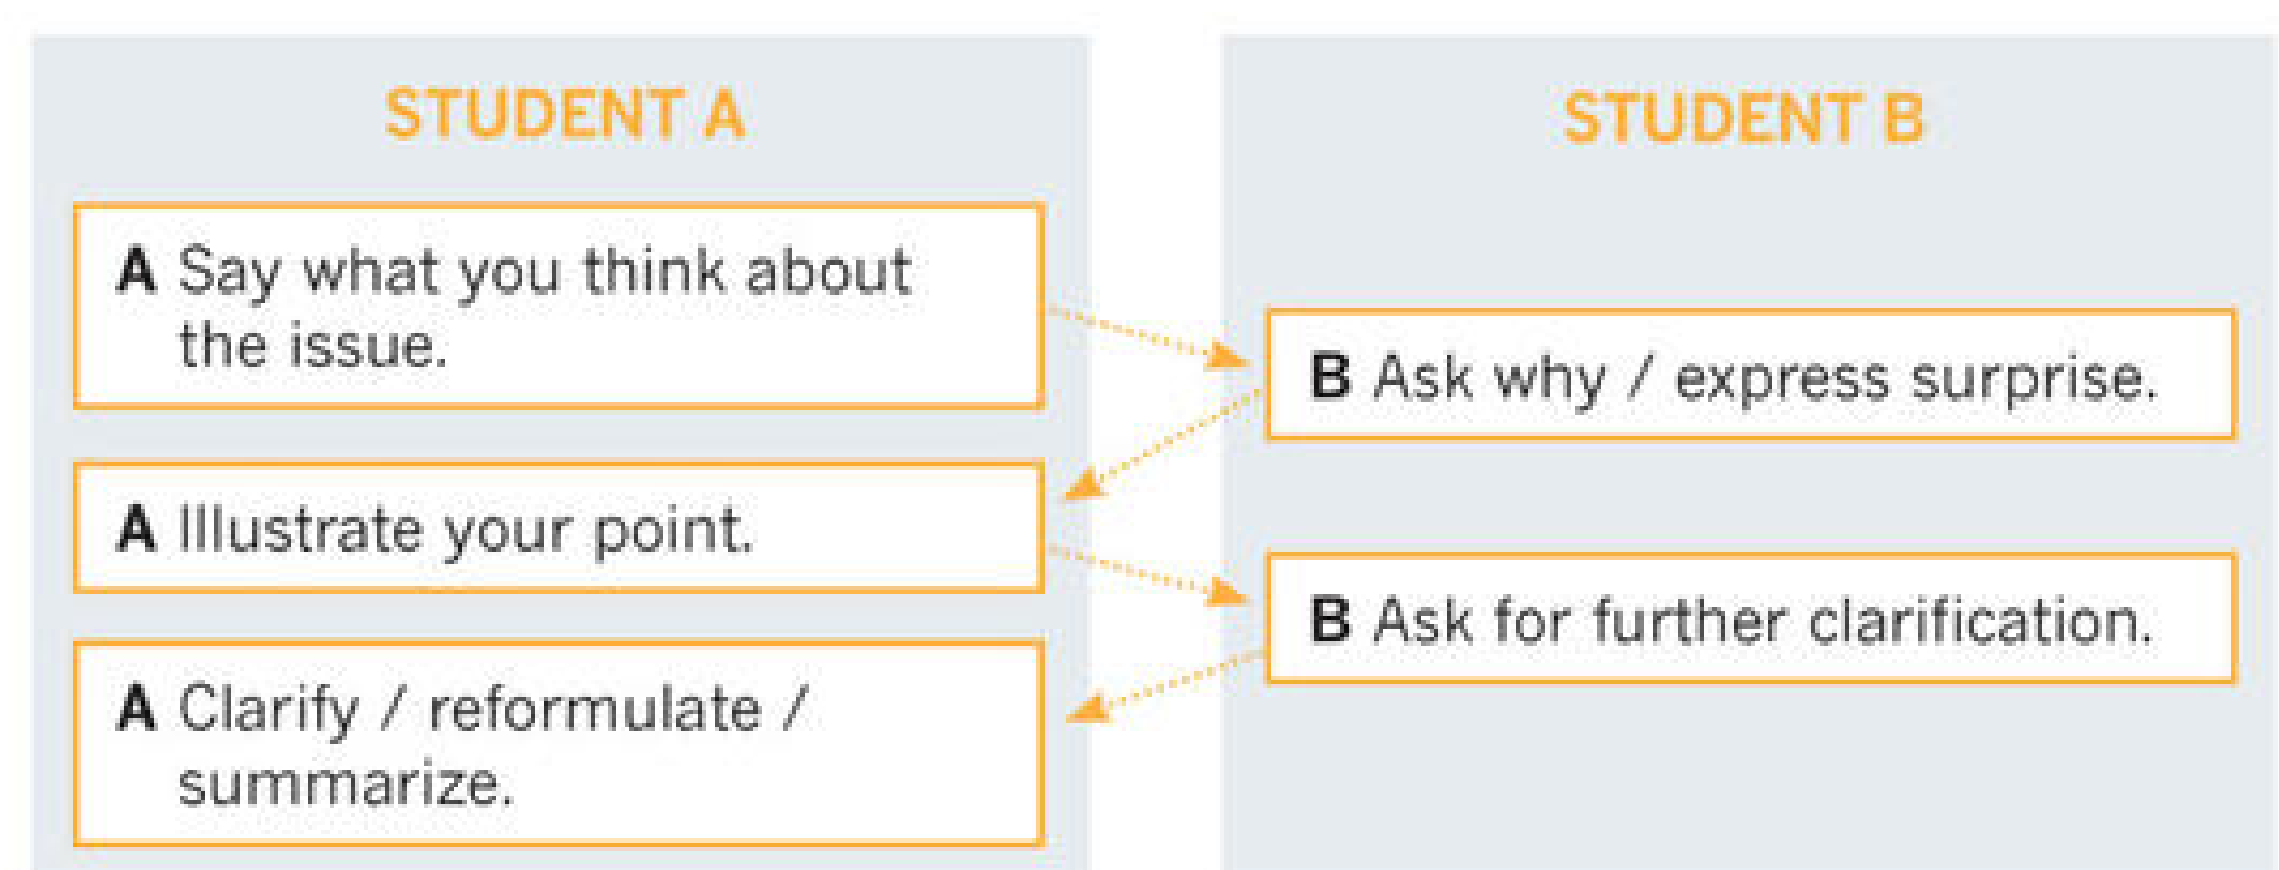 STUDENT A
A Say what you think about
the issue.
A Illustrate your point.
A Clarify / reformulate /
summarize.
STUDENT B
B Ask why / express surprise.
B Ask for further clarification.